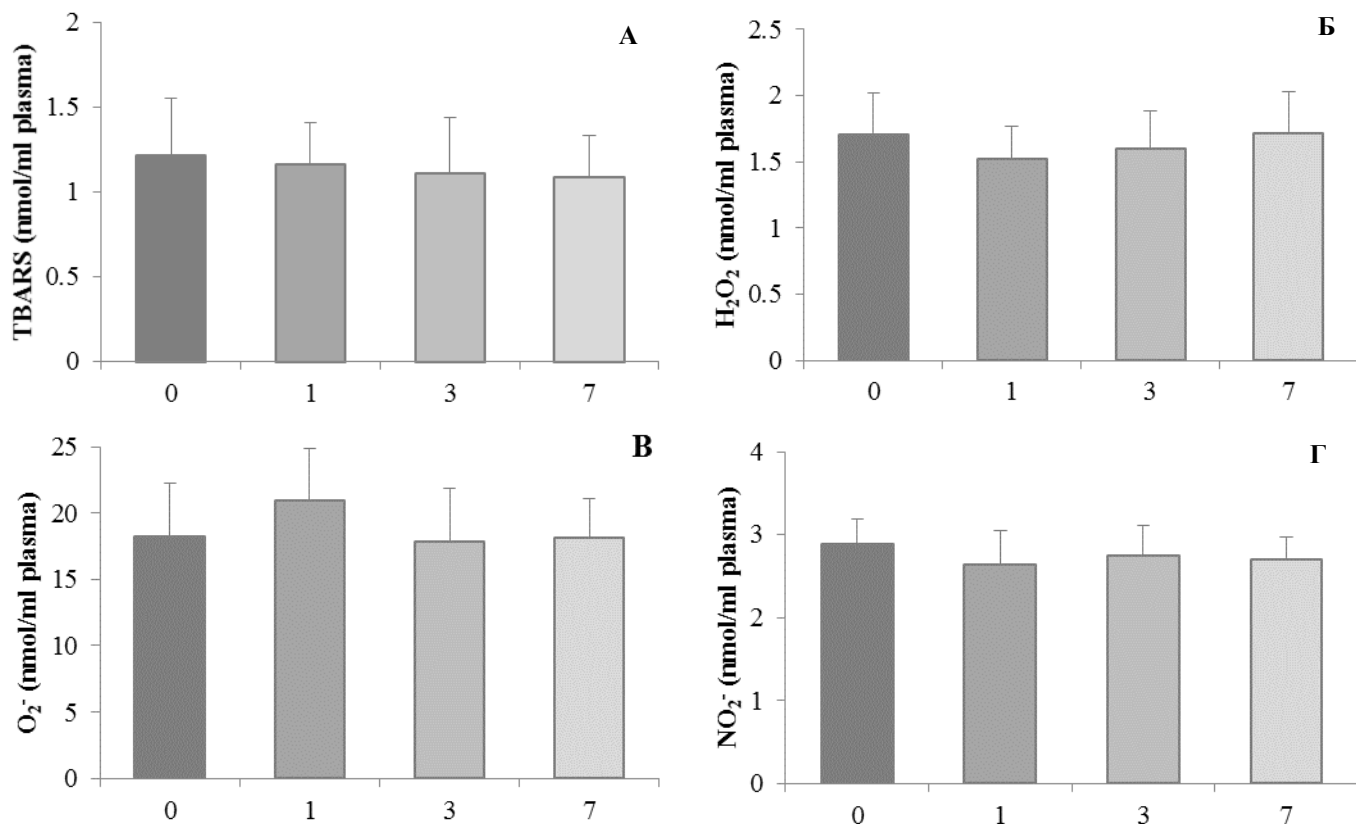 А
TBARS (nmol/ml plasma)
2
1.5
1
0.5
0
0 1 3 7
Б
H₂O₂ (nmol/ml plasma)
2.5
2
1.5
1
0.5
0
0 1 3 7
В
O₂⁻ (nmol/ml plasma)
25
20
15
10
5
0
0 1 3 7
Г
NO₂⁻ (nmol/ml plasma)
4
3
2
1
0
0 1 3 7